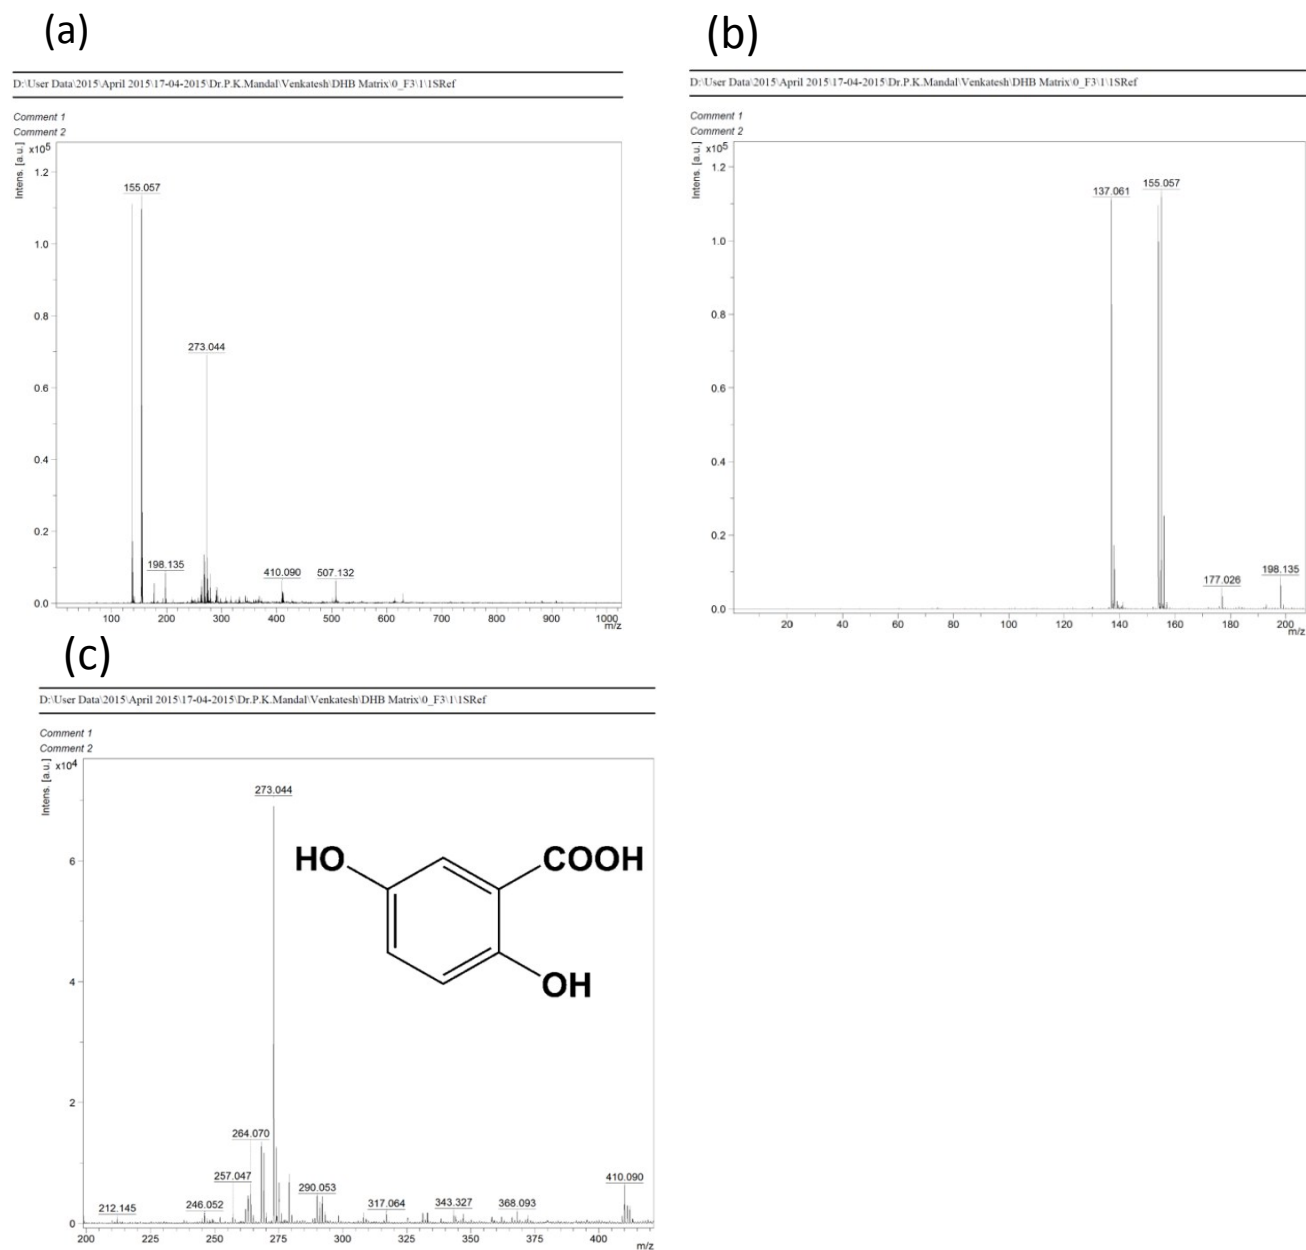 (a)
D:\User Data\2015\April 2015\17-04-2015\Dr.P.K.Mandal\Venkatesh\DHB Matrix\0_F3\1\1SRef
Comment 1
Comment 2
Intens. [a.u.]
x10⁵
1.2
1.0
0.8
0.6
0.4
0.2
0.0
155.057
273.044
198.135
410.090
507.132
100 200 300 400 500 600 700 800 900 1000
m/z
(b)
D:\User Data\2015\April 2015\17-04-2015\Dr.P.K.Mandal\Venkatesh\DHB Matrix\0_F3\1\1SRef
Comment 1
Comment 2
Intens. [a.u.]
x10⁵
1.2
1.0
0.8
0.6
0.4
0.2
0.0
137.061
155.057
177.026
198.135
20 40 60 80 100 120 140 160 180 200
m/z
(c)
D:\User Data\2015\April 2015\17-04-2015\Dr.P.K.Mandal\Venkatesh\DHB Matrix\0_F3\1\1SRef
Comment 1
Comment 2
Intens. [a.u.]
x10⁴
6
4
2
0
273.044
HO
COOH
OH
264.070
257.047
212.145
246.052
290.053
317.064
343.327
368.093
410.090
200 225 250 275 300 325 350 375 400
m/z